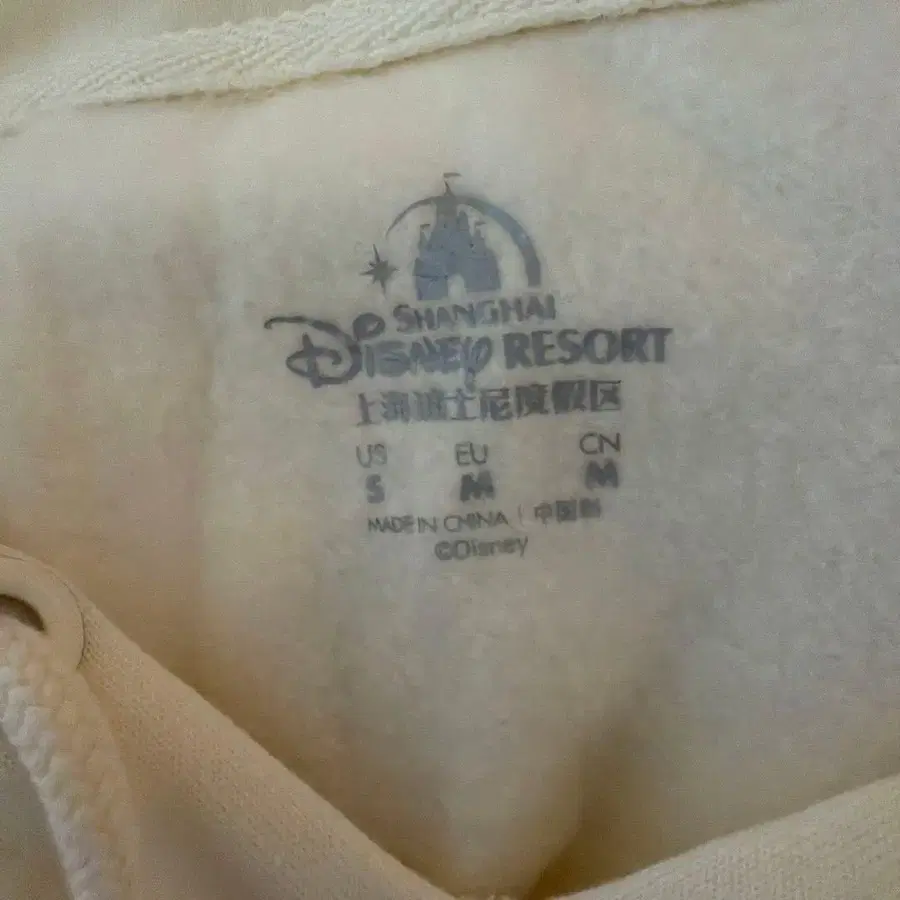 SHANGHAI
DISNEY RESORT
上海迪士尼度假区
US EU CN
S M M
MADE IN CHINA | 中国制
©Disney